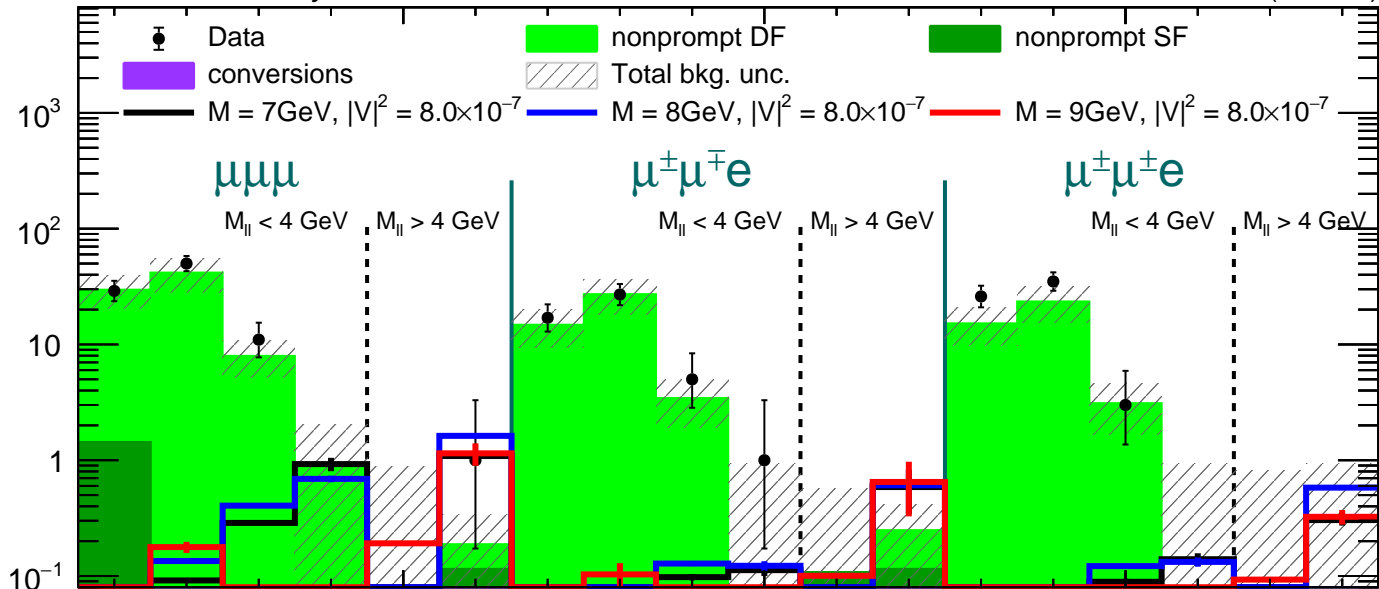 Data nonprompt DF nonprompt SF
conversions Total bkg. unc.
M = 7GeV, |V|² = 8.0×10⁻⁷ M = 8GeV, |V|² = 8.0×10⁻⁷ M = 9GeV, |V|² = 8.0×10⁻⁷
10³
μμμ μ±μ∓e μ±μ±e
M_ll < 4 GeV M_ll > 4 GeV M_ll < 4 GeV M_ll > 4 GeV M_ll < 4 GeV M_ll > 4 GeV
10²
10
1
10⁻¹